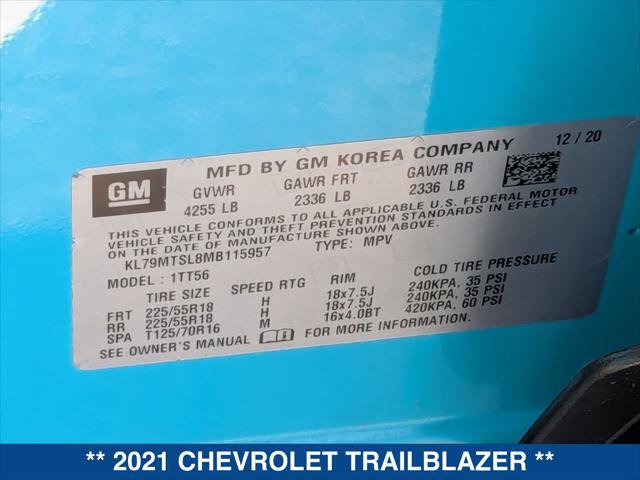 MFD BY GM KOREA COMPANY 12 / 20
GM
GVWR GAWR FRT GAWR RR
4255 LB 2336 LB 2336 LB
THIS VEHICLE CONFORMS TO ALL APPLICABLE U.S. FEDERAL MOTOR
VEHICLE SAFETY AND THEFT PREVENTION STANDARDS IN EFFECT
ON THE DATE OF MANUFACTURE SHOWN ABOVE.
KL79MTSL8MB115957 TYPE: MPV
MODEL : 1TT56
TIRE SIZE SPEED RTG RIM COLD TIRE PRESSURE
FRT 225/55R18 H 18x7.5J 240KPA, 35 PSI
RR 225/55R18 H 18x7.5J 240KPA, 35 PSI
SPA T125/70R16 M 16x4.0BT 420KPA, 60 PSI
SEE OWNER'S MANUAL FOR MORE INFORMATION.
** 2021 CHEVROLET TRAILBLAZER **